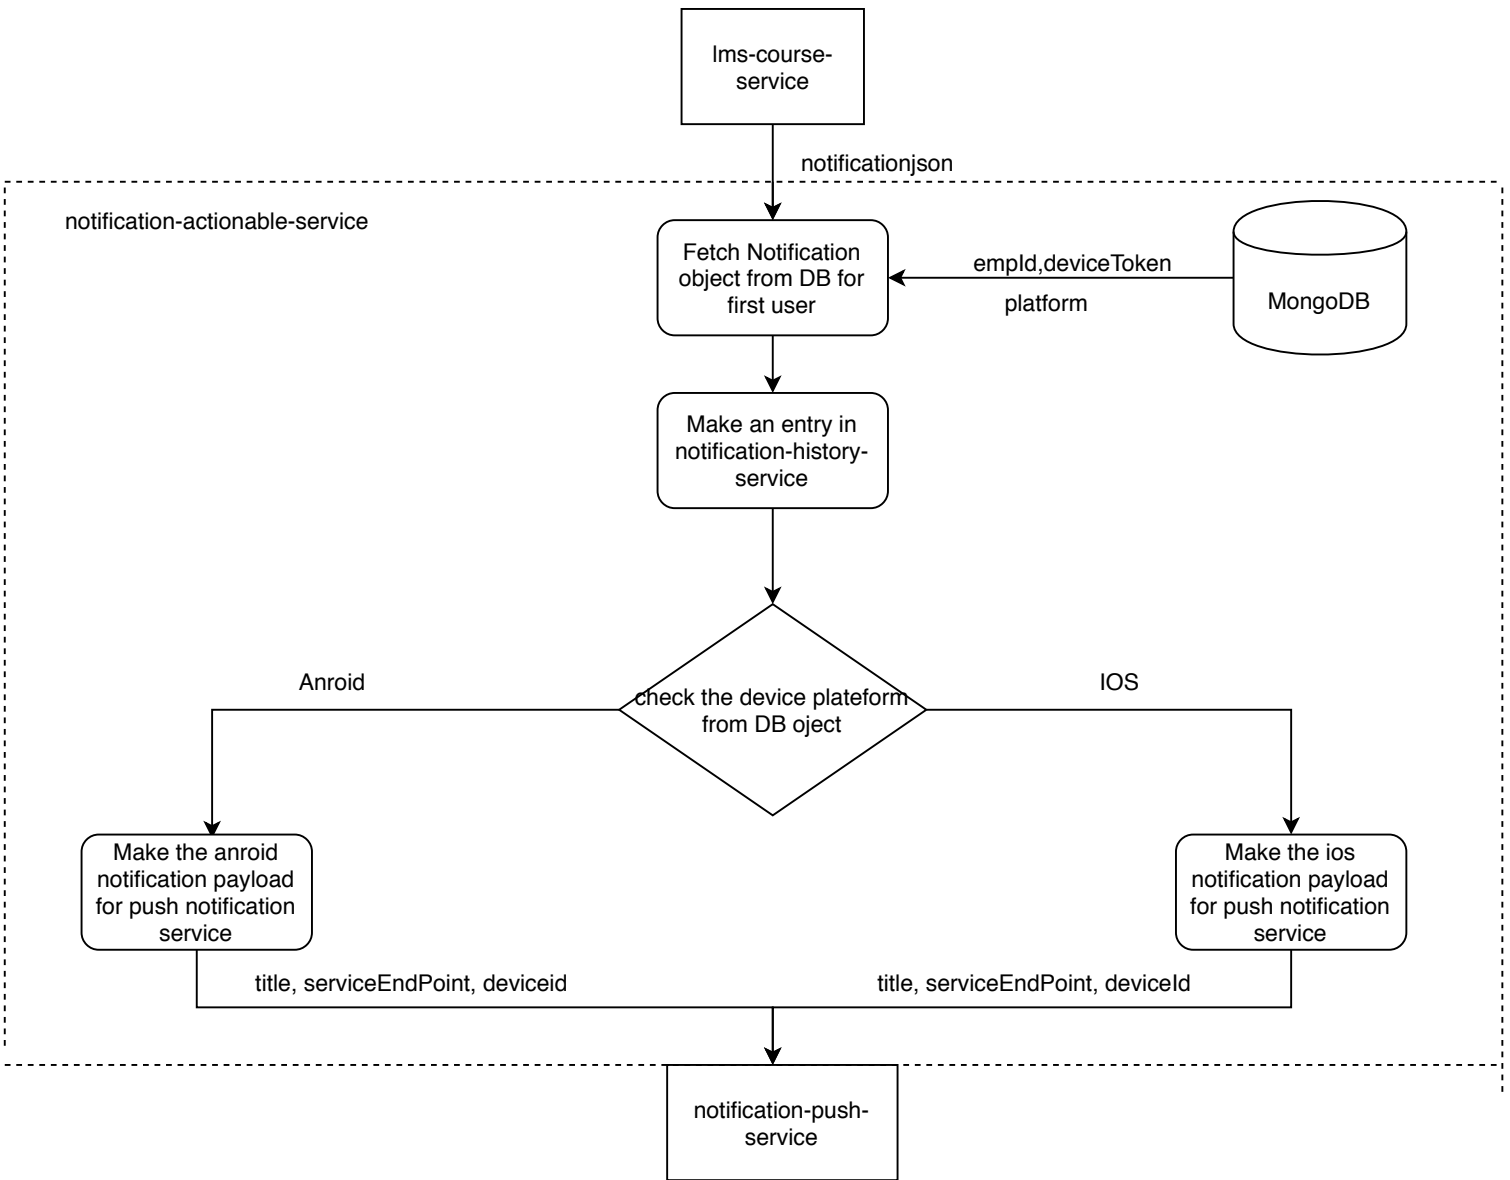 lms-course-
service
notificationjson
notification-actionable-service
Fetch Notification
object from DB for
first user
empId,deviceToken
platform
MongoDB
Make an entry in
notification-history-
service
Anroid
IOS
check the device plateform
from DB oject
Make the anroid
notification payload
for push notification
service
Make the ios
notification payload
for push notification
service
title, serviceEndPoint, deviceid
title, serviceEndPoint, deviceId
notification-push-
service